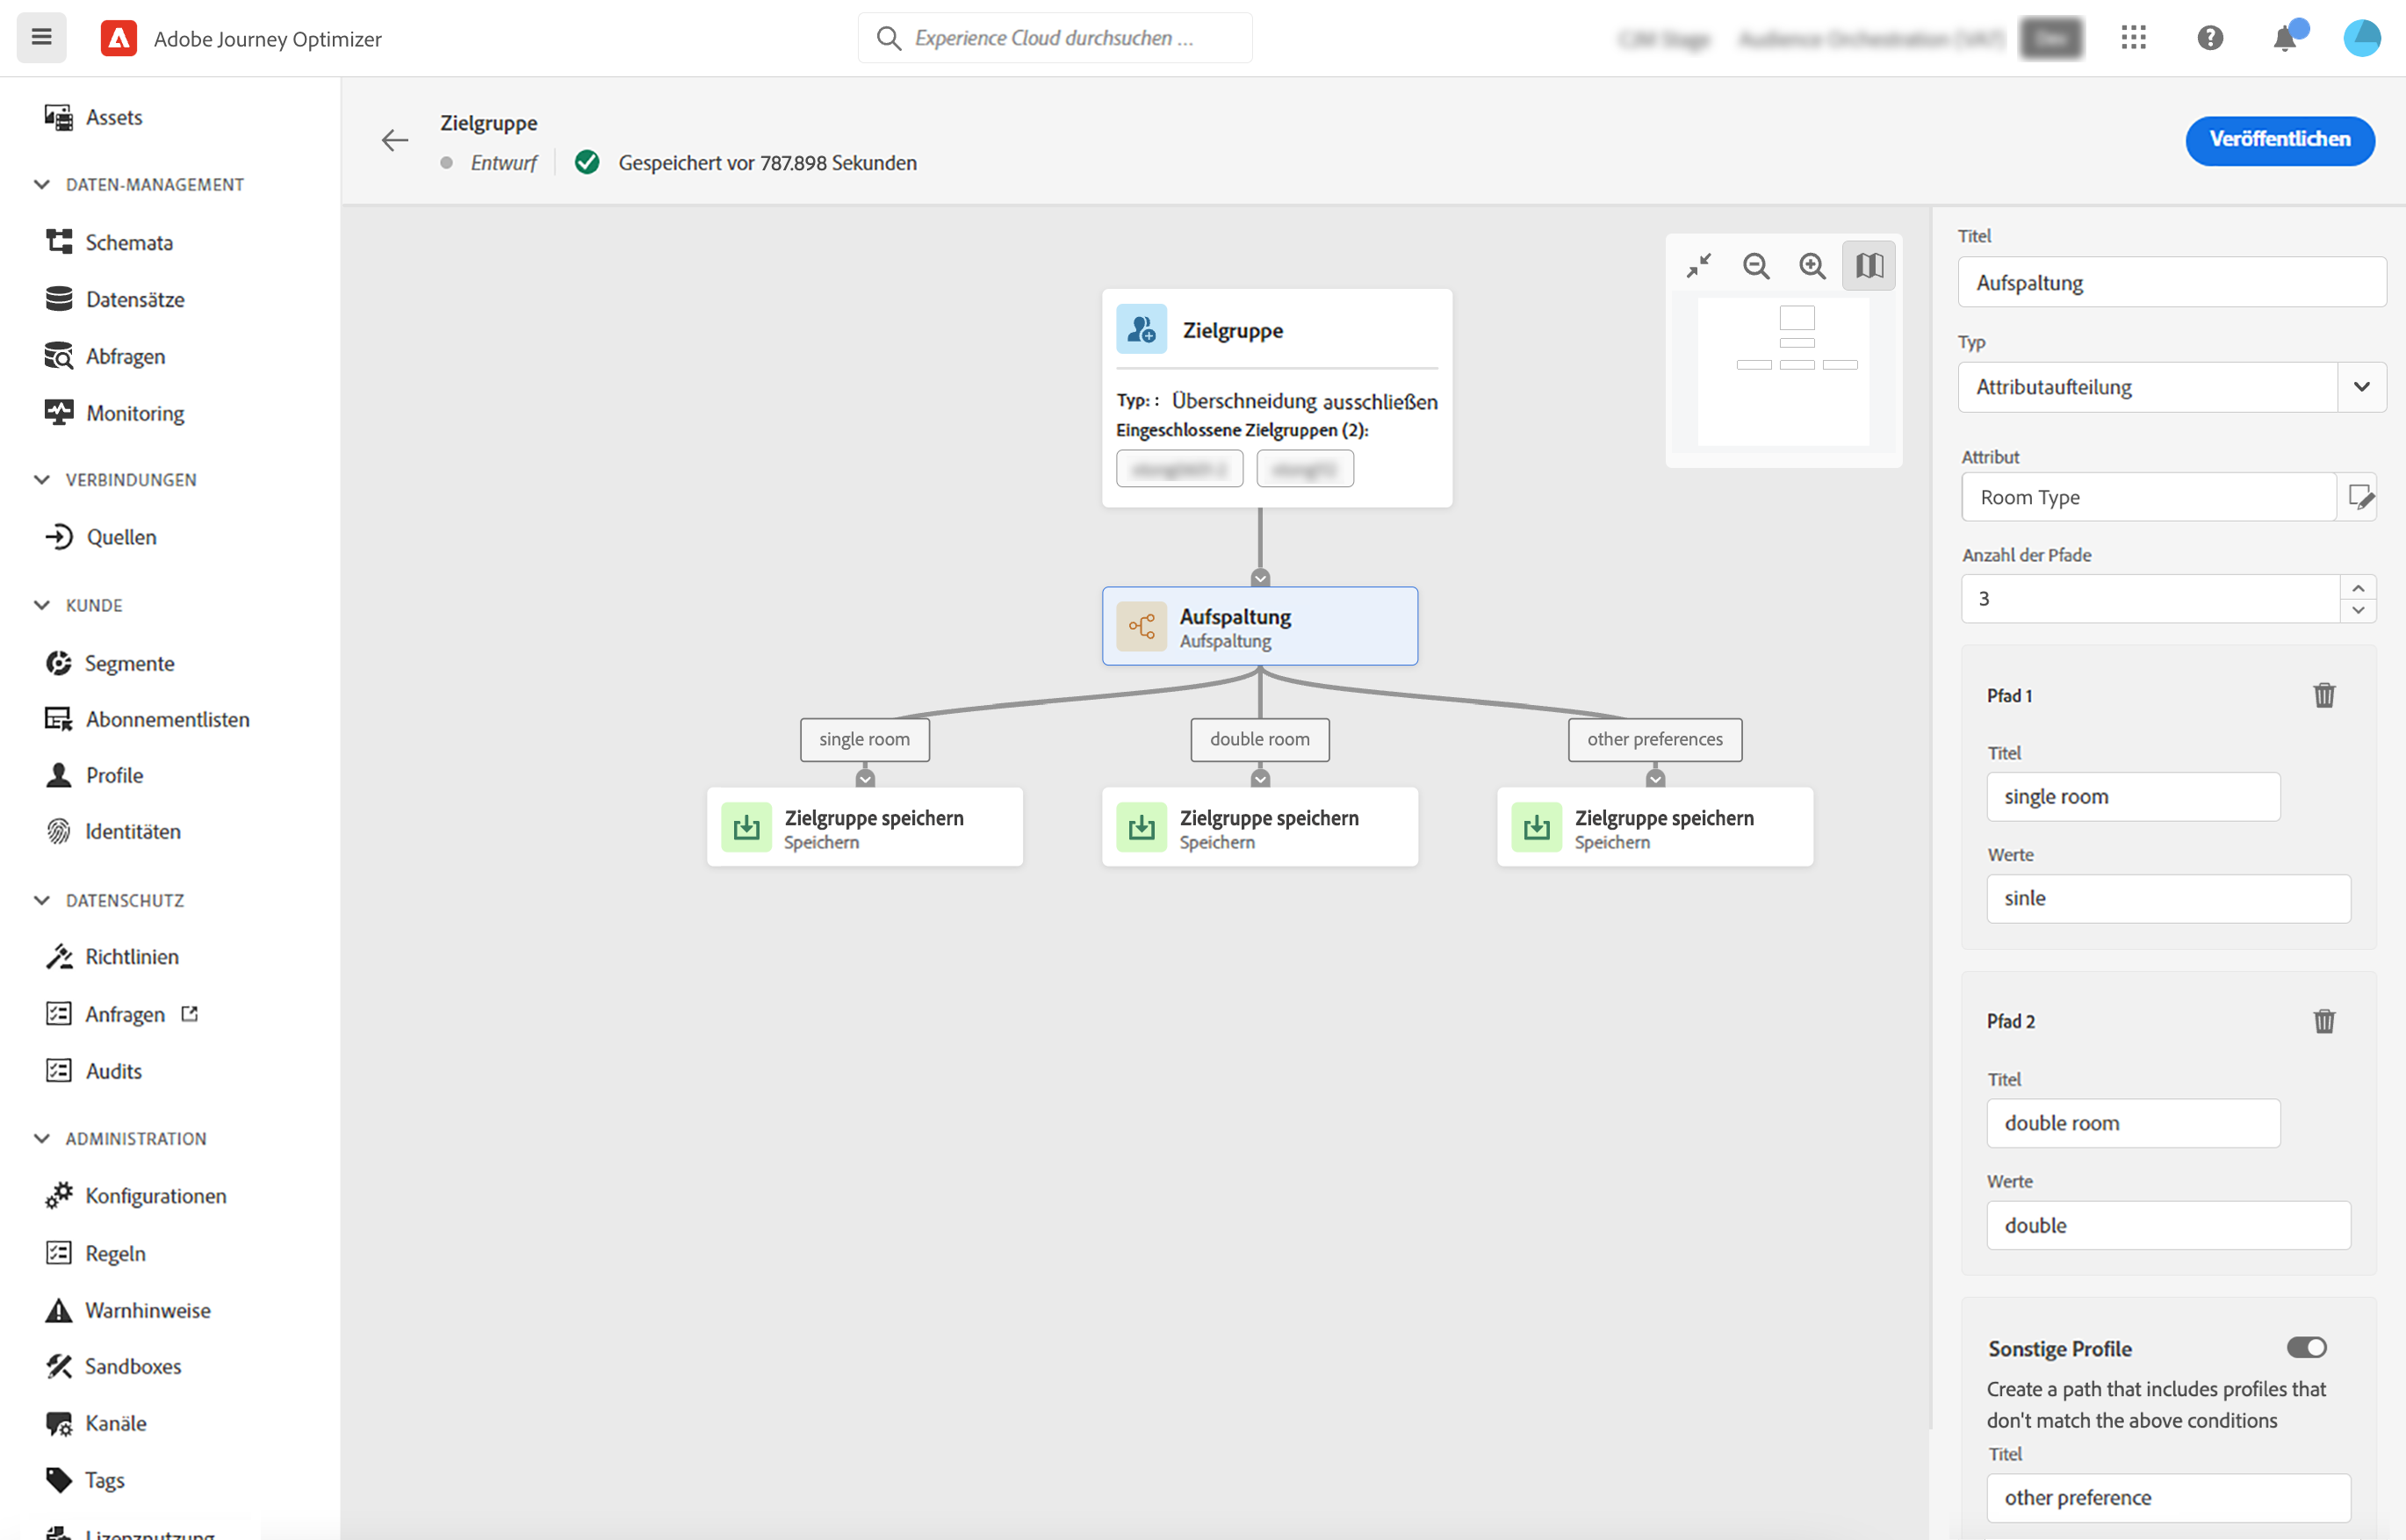 Adobe Journey Optimizer
Experience Cloud durchsuchen ...
Assets
DATEN-MANAGEMENT
Schemata
Datensätze
Abfragen
Monitoring
VERBINDUNGEN
Quellen
KUNDE
Segmente
Abonnementlisten
Profile
Identitäten
DATENSCHUTZ
Richtlinien
Anfragen
Audits
ADMINISTRATION
Konfigurationen
Regeln
Warnhinweise
Sandboxes
Kanäle
Tags
Lizenznutzung
Zielgruppe
Entwurf
Gespeichert vor 787.898 Sekunden
Veröffentlichen
Zielgruppe
Typ: : Überschneidung ausschließen
Eingeschlossene Zielgruppen (2):
Aufspaltung
Aufspaltung
single room
double room
other preferences
Zielgruppe speichern
Speichern
Zielgruppe speichern
Speichern
Zielgruppe speichern
Speichern
Titel
Aufspaltung
Typ
Attributaufteilung
Attribut
Room Type
Anzahl der Pfade
3
Pfad 1
Titel
single room
Werte
sinle
Pfad 2
Titel
double room
Werte
double
Sonstige Profile
Create a path that includes profiles that
don't match the above conditions
Titel
other preference